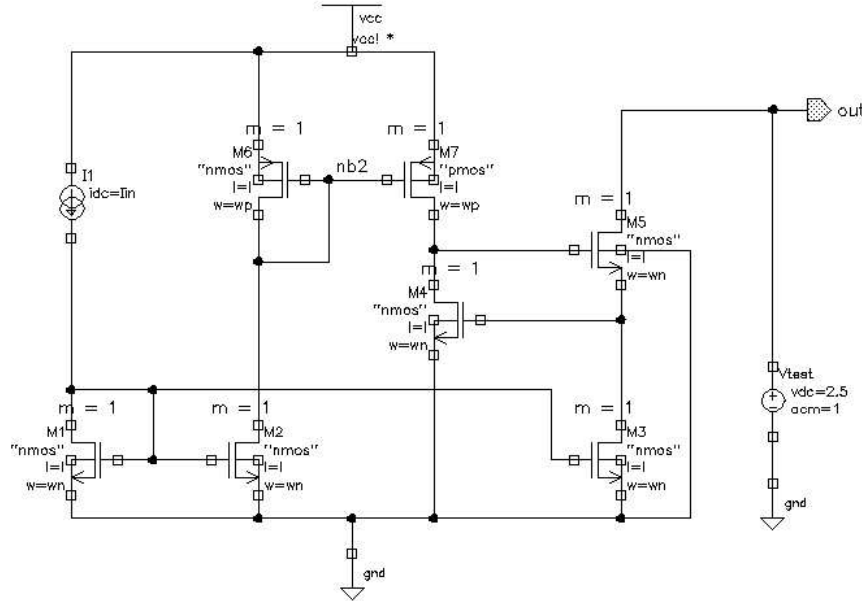 vcc
vcc! *
out
m = 1
m = 1
M6
"nmos"
l=l
w=wp
nb2
M7
"pmos"
l=l
w=wp
I1
idc=Iin
m = 1
M5
"nmos"
l=l
w=wn
m = 1
M4
"nmos"
l=l
w=wn
Vtest
vdc=2.5
acm=1
m = 1
M1
"nmos"
l=l
w=wn
m = 1
M2
"nmos"
l=l
w=wn
m = 1
M3
"nmos"
l=l
w=wn
gnd
gnd